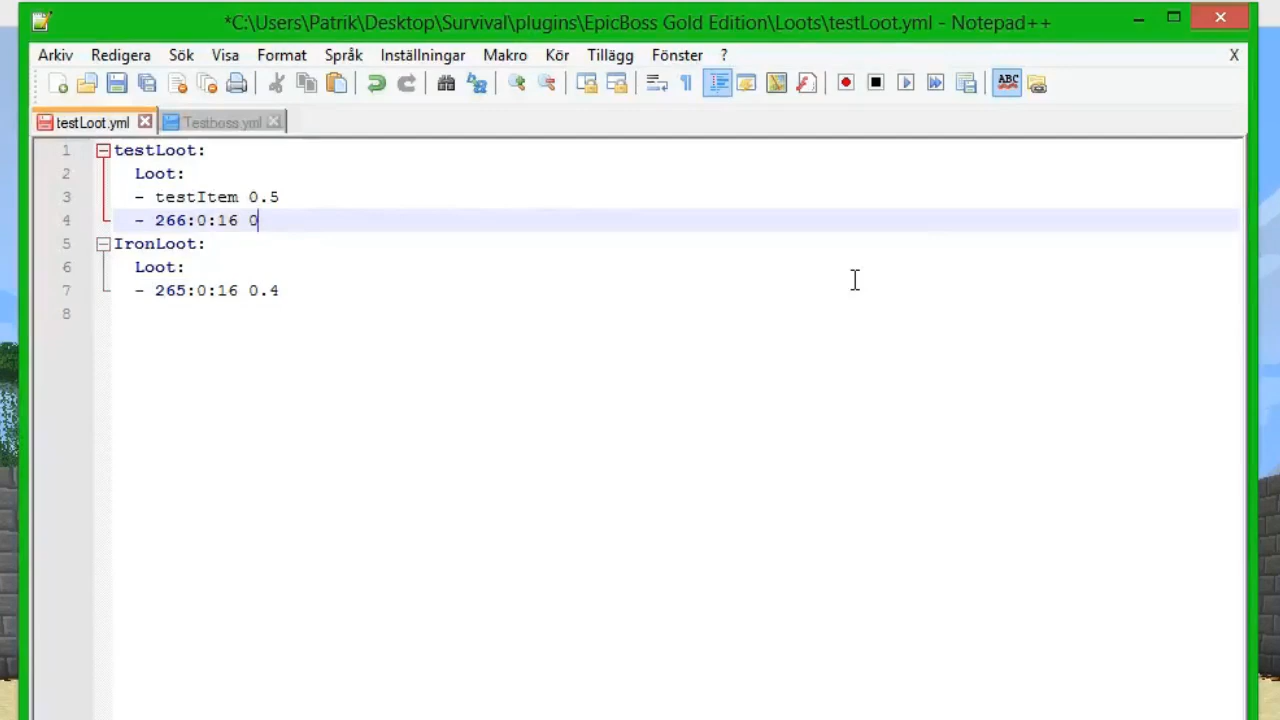 *C:\Users\Patrik\Desktop\Survival\plugins\EpicBoss Gold Edition\Loots\testLoot.yml - Notepad++
Arkiv Redigera Sök Visa Format Språk Inställningar Makro Kör Tillägg Fönster ? X
ABC
testLoot.yml Testboss.yml
1 testLoot:
2 Loot:
3 - testItem 0.5
4 - 266:0:16 0
5 IronLoot:
6 Loot:
7 - 265:0:16 0.4
8